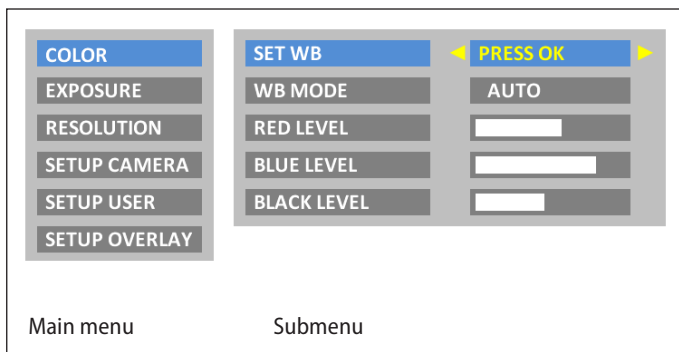 COLOR
EXPOSURE
RESOLUTION
SETUP CAMERA
SETUP USER
SETUP OVERLAY
SET WB PRESS OK
WB MODE AUTO
RED LEVEL
BLUE LEVEL
BLACK LEVEL
Main menu
Submenu